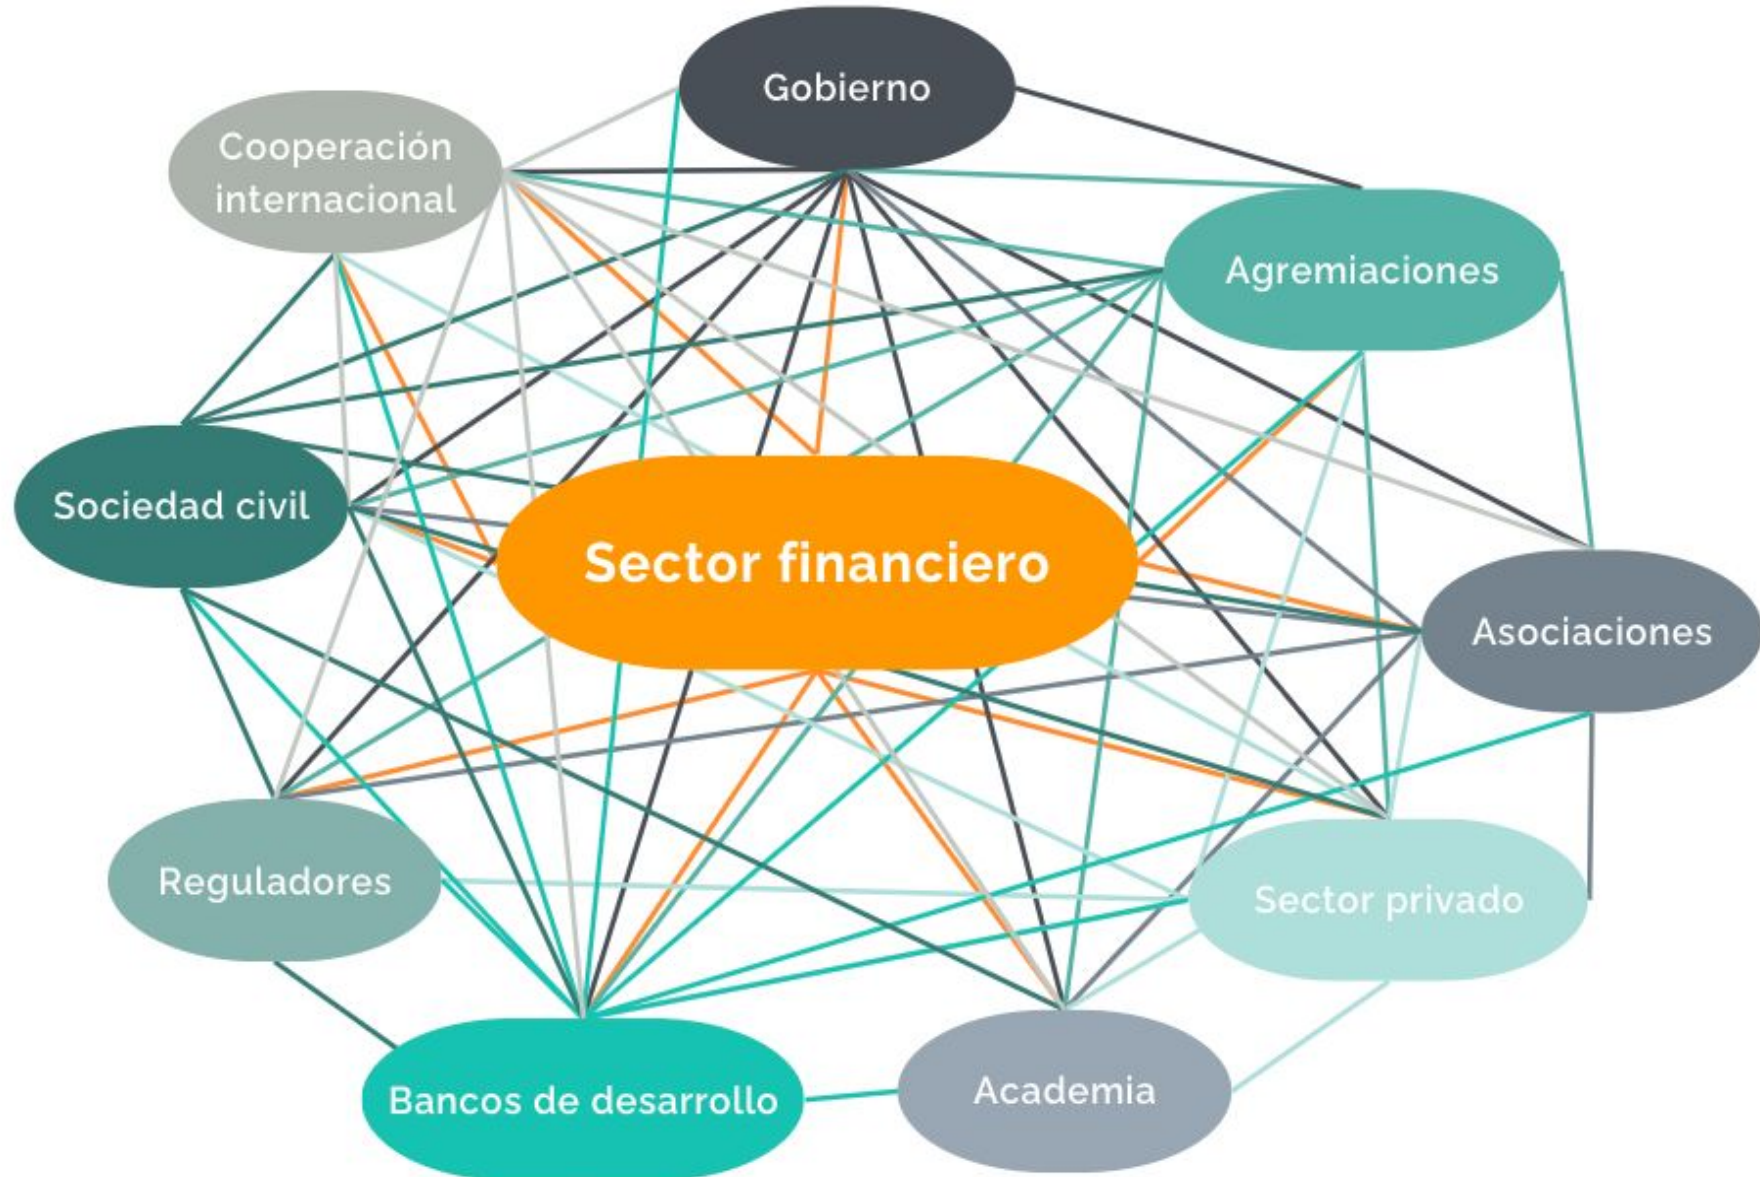 Gobierno
Cooperación
internacional
Agremiaciones
Sociedad civil
Sector financiero
Asociaciones
Reguladores
Sector privado
Bancos de desarrollo
Academia